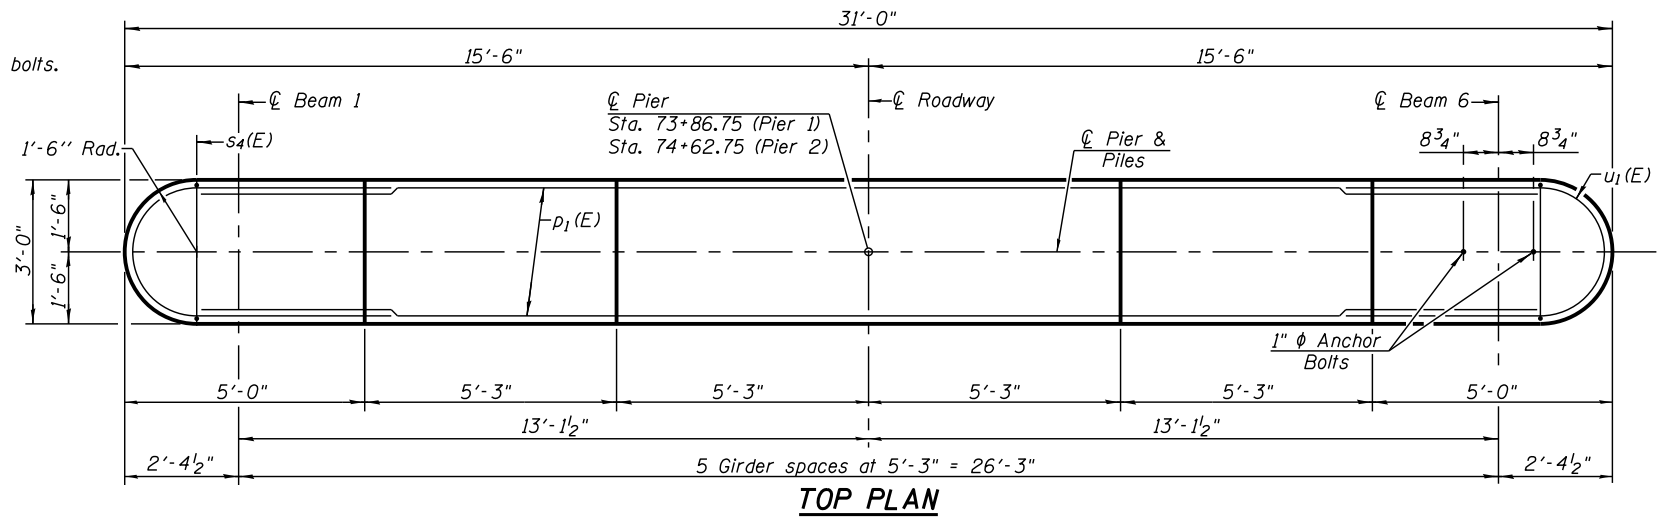 31'-0"
15'-6"
15'-6"
bolts.
℄ Beam 1
℄ Pier
Sta. 73+86.75 (Pier 1)
Sta. 74+62.75 (Pier 2)
℄ Roadway
℄ Beam 6
8¾"
8¾"
1'-6" Rad.
s4(E)
℄ Pier &
Piles
u1(E)
3'-0"
1'-6"
1'-6"
p1(E)
1" ϕ Anchor
Bolts
5'-0"
5'-3"
5'-3"
5'-3"
5'-3"
5'-0"
13'-1½"
13'-1½"
2'-4½"
5 Girder spaces at 5'-3" = 26'-3"
2'-4½"
TOP PLAN